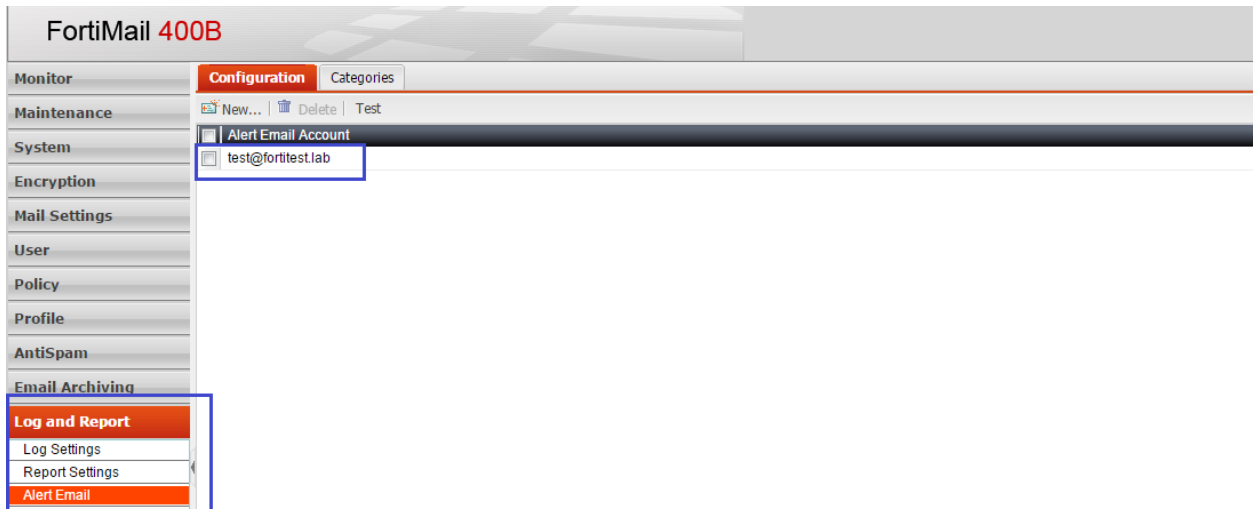 FortiMail 400B
Monitor
Maintenance
System
Encryption
Mail Settings
User
Policy
Profile
AntiSpam
Email Archiving
Log and Report
Log Settings
Report Settings
Alert Email
Configuration Categories
New... Delete Test
Alert Email Account
test@fortitest.lab